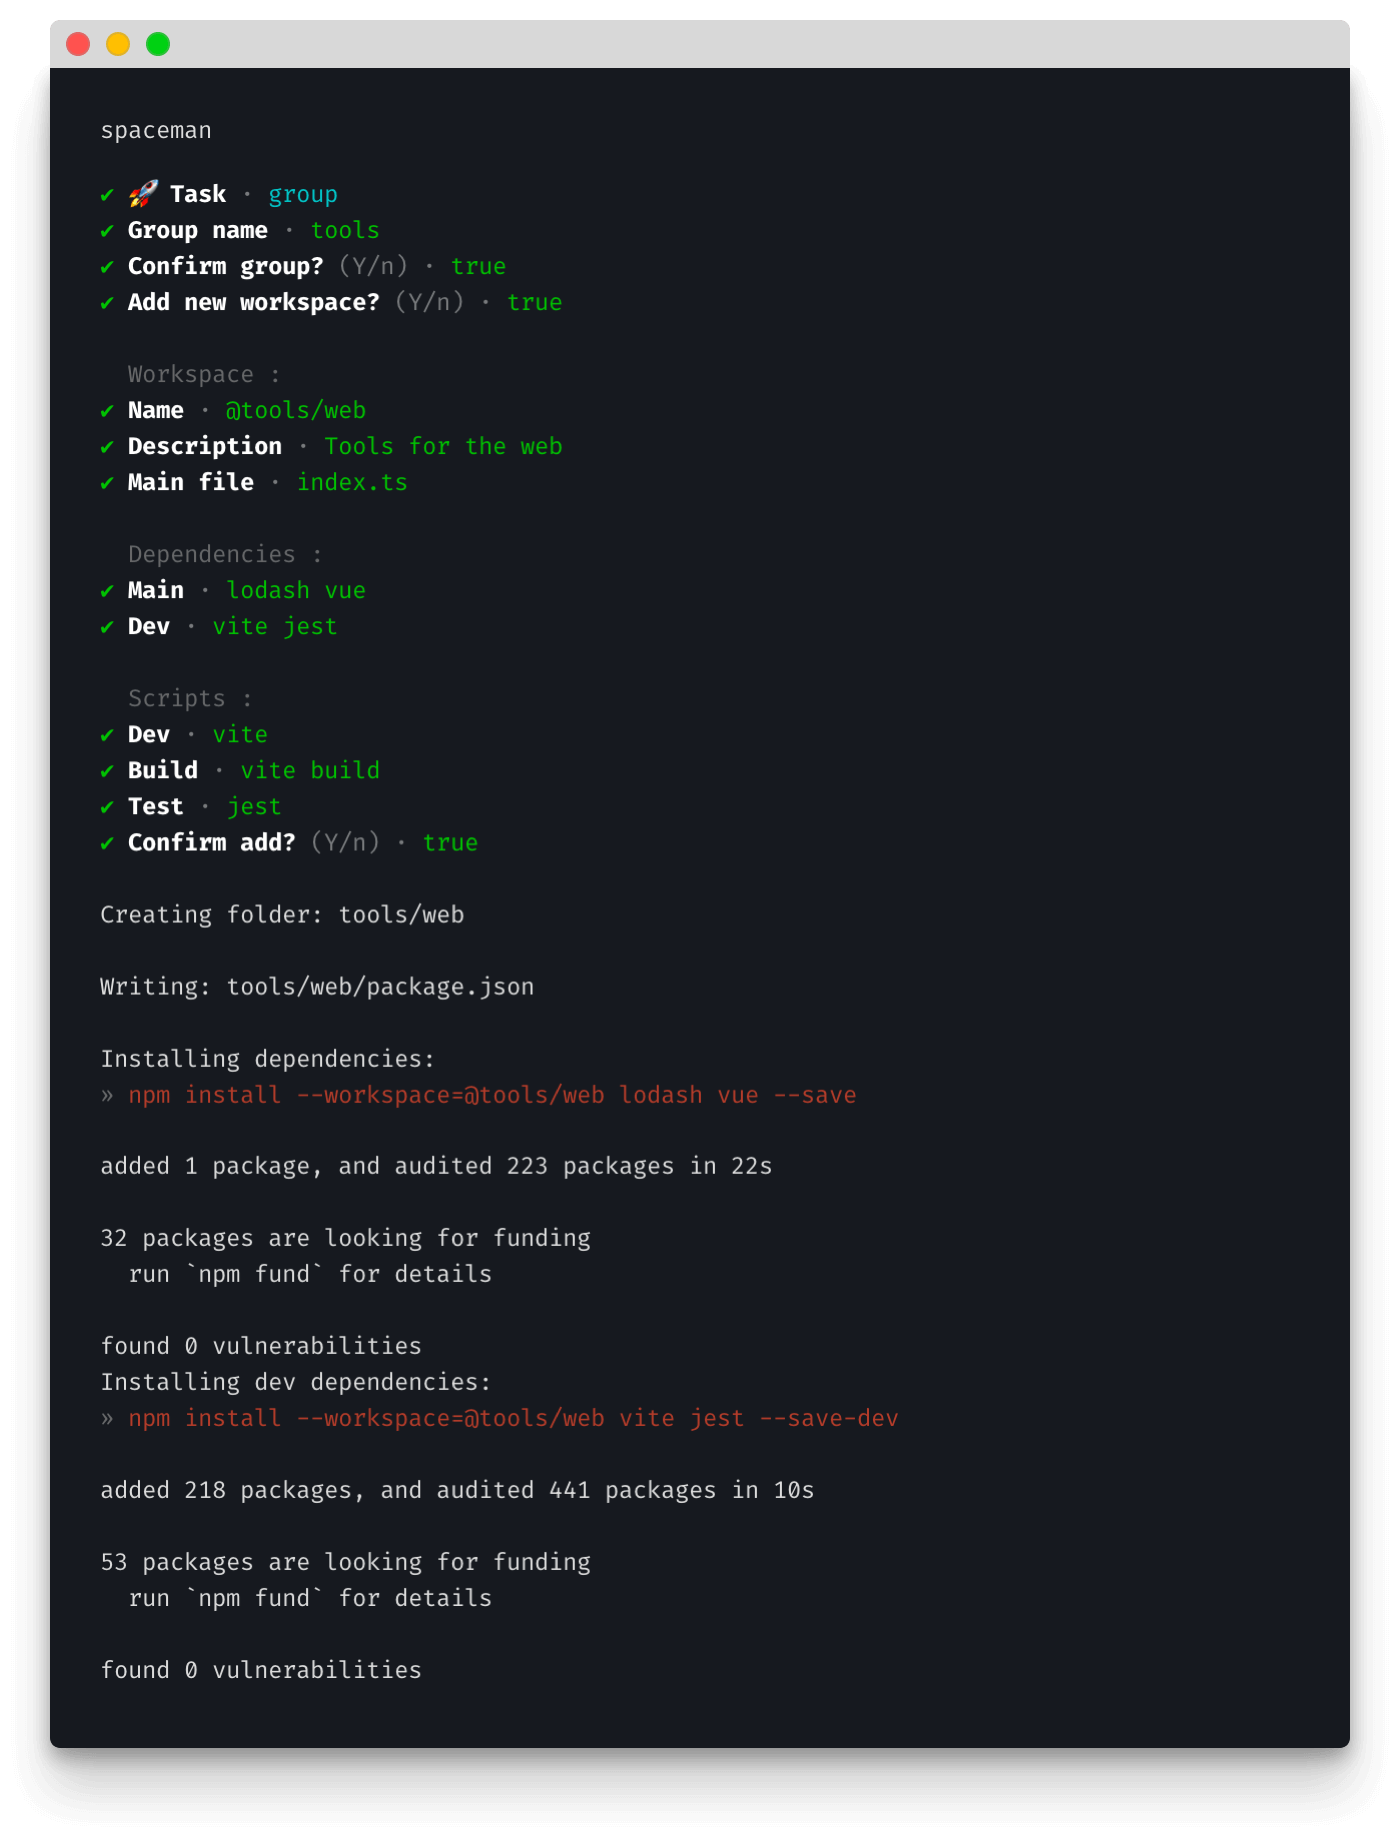 spaceman
✔ 🚀 Task · group
✔ Group name · tools
✔ Confirm group? (Y/n) · true
✔ Add new workspace? (Y/n) · true
Workspace :
✔ Name · @tools/web
✔ Description · Tools for the web
✔ Main file · index.ts
Dependencies :
✔ Main · lodash vue
✔ Dev · vite jest
Scripts :
✔ Dev · vite
✔ Build · vite build
✔ Test · jest
✔ Confirm add? (Y/n) · true
Creating folder: tools/web
Writing: tools/web/package.json
Installing dependencies:
» npm install --workspace=@tools/web lodash vue --save
added 1 package, and audited 223 packages in 22s
32 packages are looking for funding
run `npm fund` for details
found 0 vulnerabilities
Installing dev dependencies:
» npm install --workspace=@tools/web vite jest --save-dev
added 218 packages, and audited 441 packages in 10s
53 packages are looking for funding
run `npm fund` for details
found 0 vulnerabilities